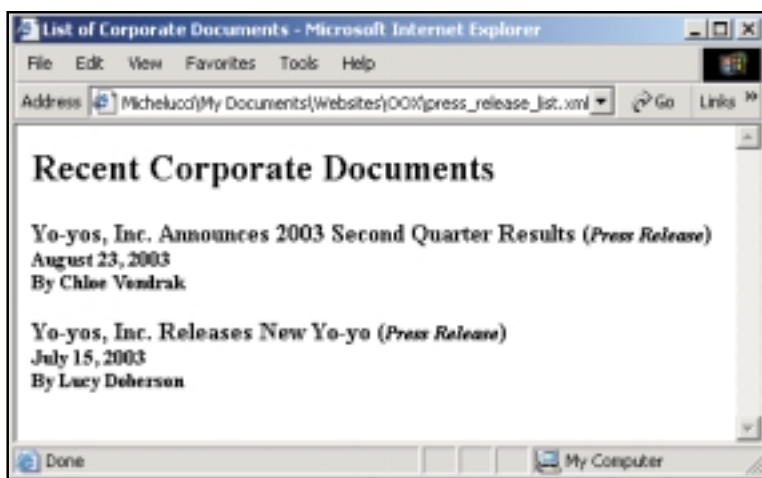 List of Corporate Documents - Microsoft Internet Explorer
File Edit View Favorites Tools Help
Address Michelucci\My Documents\Websites\OOX\press_release_list.xml Go Links »
Recent Corporate Documents
Yo-yos, Inc. Announces 2003 Second Quarter Results (Press Release)
August 23, 2003
By Chloe Vondrak
Yo-yos, Inc. Releases New Yo-yo (Press Release)
July 15, 2003
By Lucy Doherson
Done My Computer